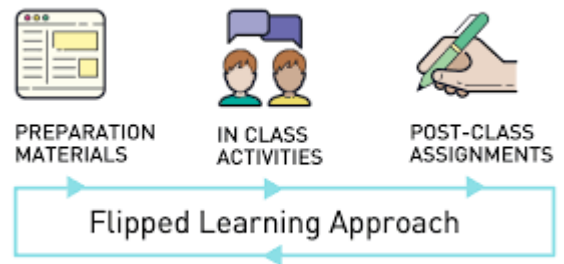 PREPARATION
MATERIALS
IN CLASS
ACTIVITIES
POST-CLASS
ASSIGNMENTS
Flipped Learning Approach